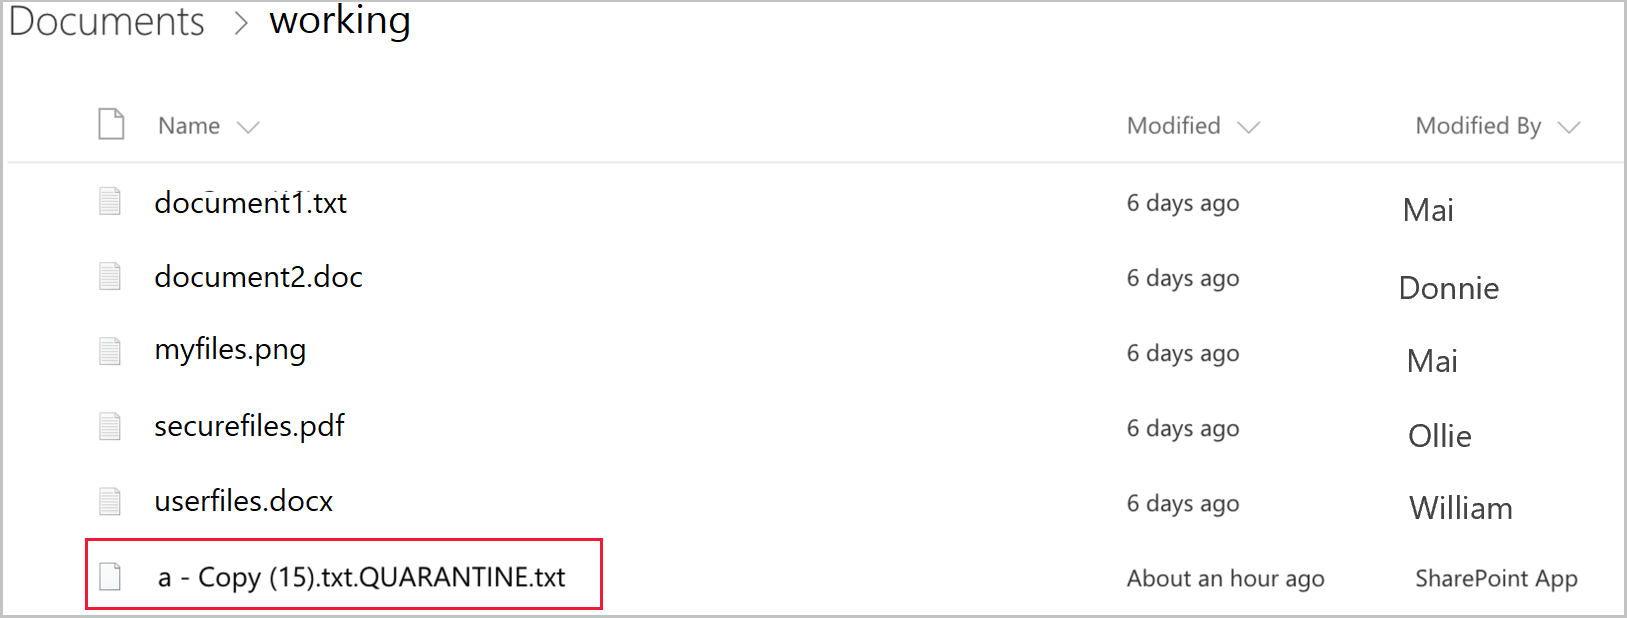 Documents > working
Name Modified Modified By
document1.txt 6 days ago Mai
document2.doc 6 days ago Donnie
myfiles.png 6 days ago Mai
securefiles.pdf 6 days ago Ollie
userfiles.docx 6 days ago William
a - Copy (15).txt.QUARANTINE.txt About an hour ago SharePoint App